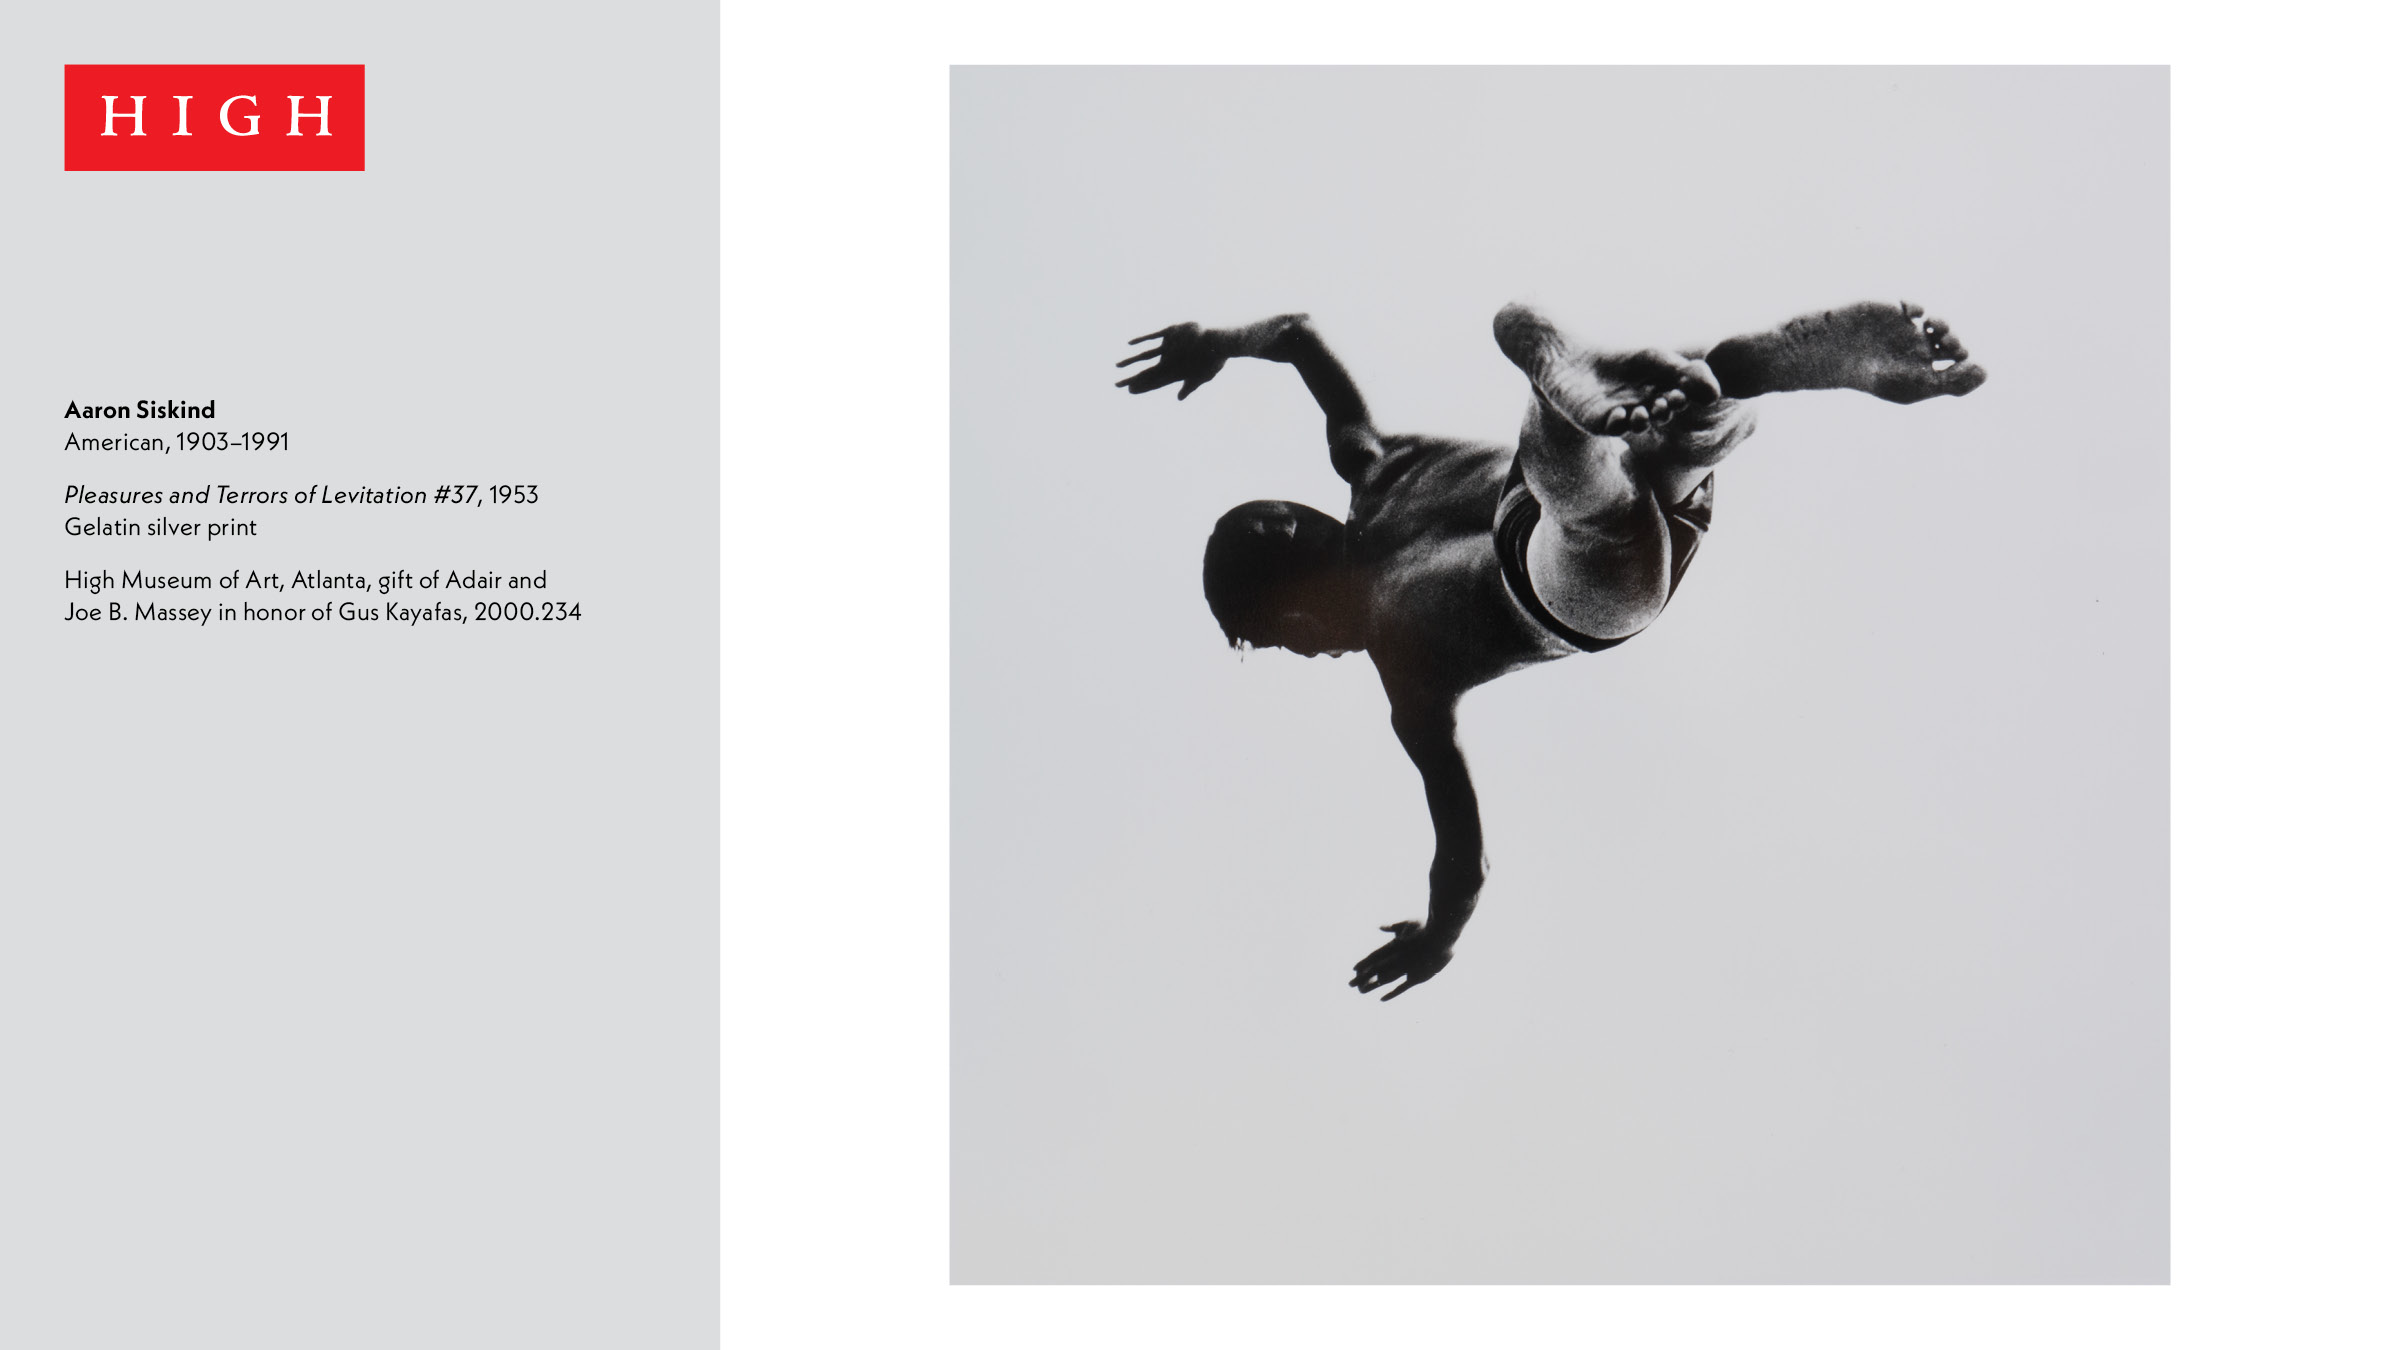 HIGH
Aaron Siskind
American, 1903–1991
Pleasures and Terrors of Levitation #37, 1953
Gelatin silver print
High Museum of Art, Atlanta, gift of Adair and
Joe B. Massey in honor of Gus Kayafas, 2000.234